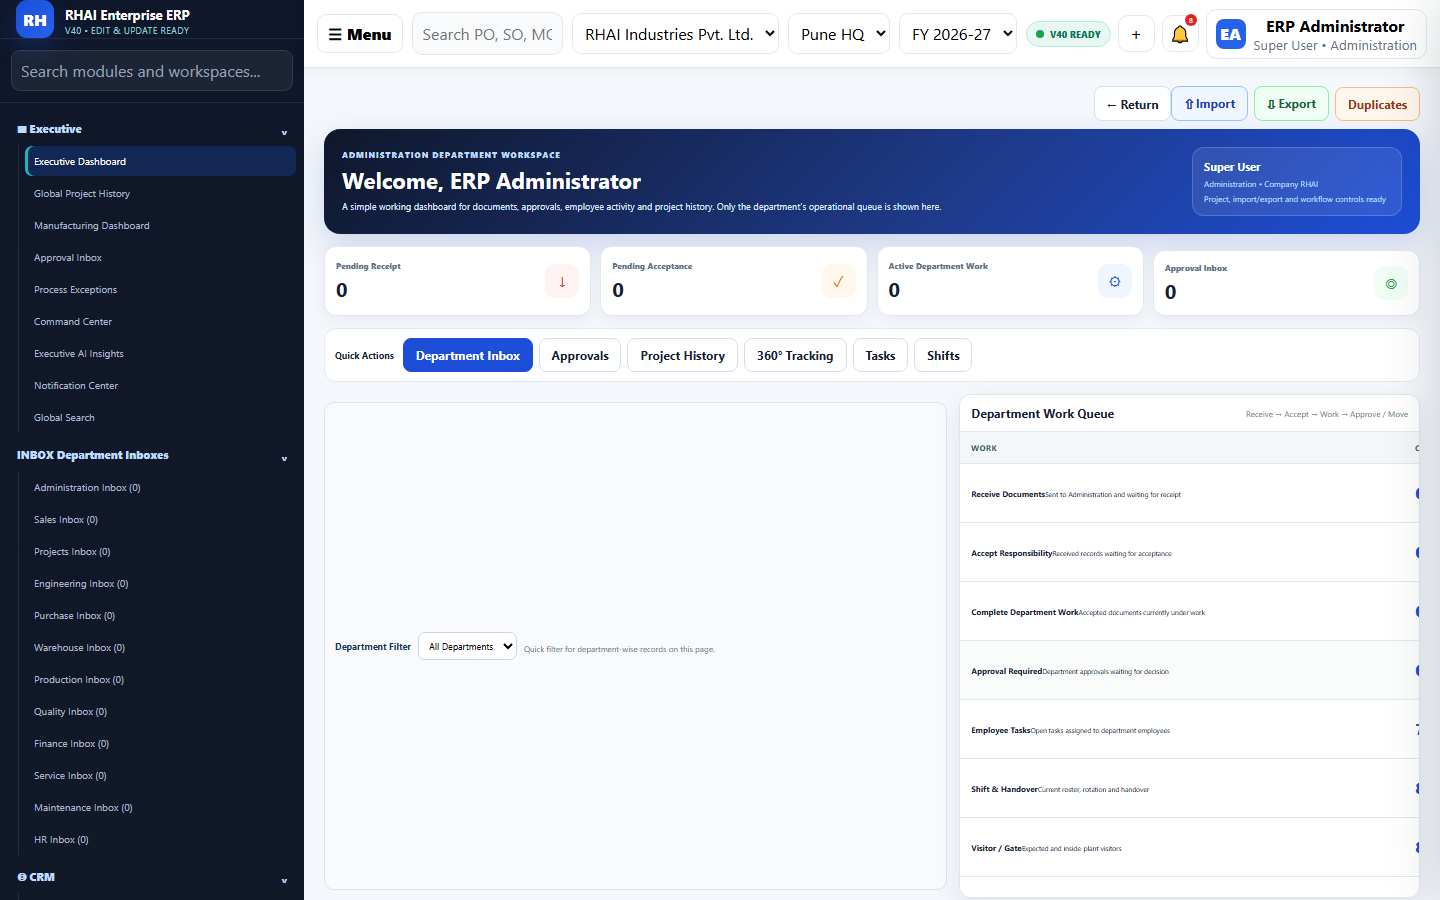 RH
RHAI Enterprise ERP
V40 • EDIT & UPDATE READY
Search modules and workspaces...
Executive
Executive Dashboard
Global Project History
Manufacturing Dashboard
Approval Inbox
Process Exceptions
Command Center
Executive AI Insights
Notification Center
Global Search
INBOX Department Inboxes
Administration Inbox (0)
Sales Inbox (0)
Projects Inbox (0)
Engineering Inbox (0)
Purchase Inbox (0)
Warehouse Inbox (0)
Production Inbox (0)
Quality Inbox (0)
Finance Inbox (0)
Service Inbox (0)
Maintenance Inbox (0)
HR Inbox (0)
CRM
☰ Menu
Search PO, SO, MO
RHAI Industries Pvt. Ltd.
Pune HQ
FY 2026-27
V40 READY
+
8
EA
ERP Administrator
Super User • Administration
← Return
⇧ Import
⇩ Export
Duplicates
ADMINISTRATION DEPARTMENT WORKSPACE
Welcome, ERP Administrator
A simple working dashboard for documents, approvals, employee activity and project history. Only the department's operational queue is shown here.
Super User
Administration • Company RHAI
Project, import/export and workflow controls ready
Pending Receipt
0
↓
Pending Acceptance
0
✓
Active Department Work
0
⚙
Approval Inbox
0
◎
Quick Actions
Department Inbox
Approvals
Project History
360° Tracking
Tasks
Shifts
Department Filter
All Departments
Quick filter for department-wise records on this page.
Department Work Queue
Receive → Accept → Work → Approve / Move
WORK
Receive DocumentsSent to Administration and waiting for receipt
Accept ResponsibilityReceived records waiting for acceptance
Complete Department WorkAccepted documents currently under work
Approval RequiredDepartment approvals waiting for decision
Employee TasksOpen tasks assigned to department employees
Shift & HandoverCurrent roster, rotation and handover
Visitor / GateExpected and inside-plant visitors